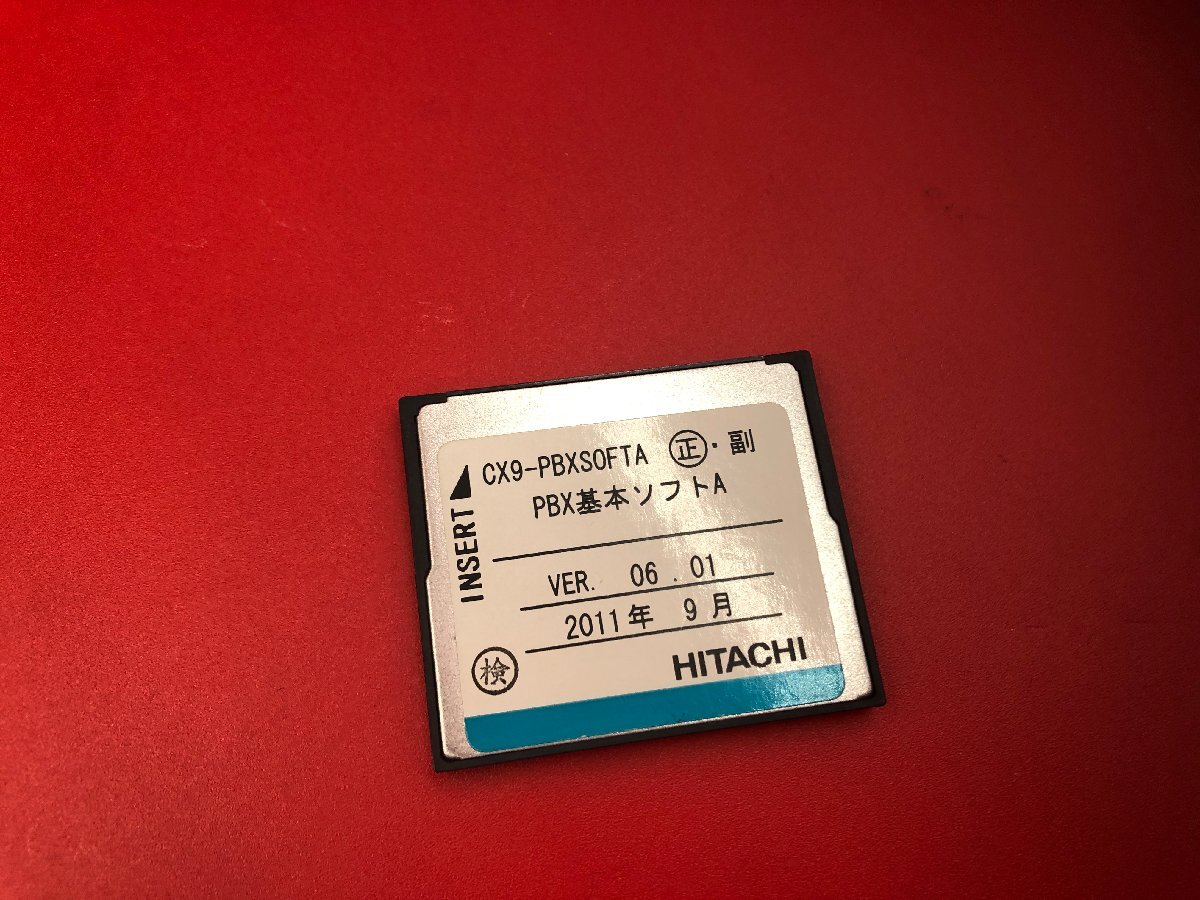 CX9-PBXSOFTA ㊣・副
PBX基本ソフトA
INSERT
VER. 06.01
2011年 9月
検
HITACHI